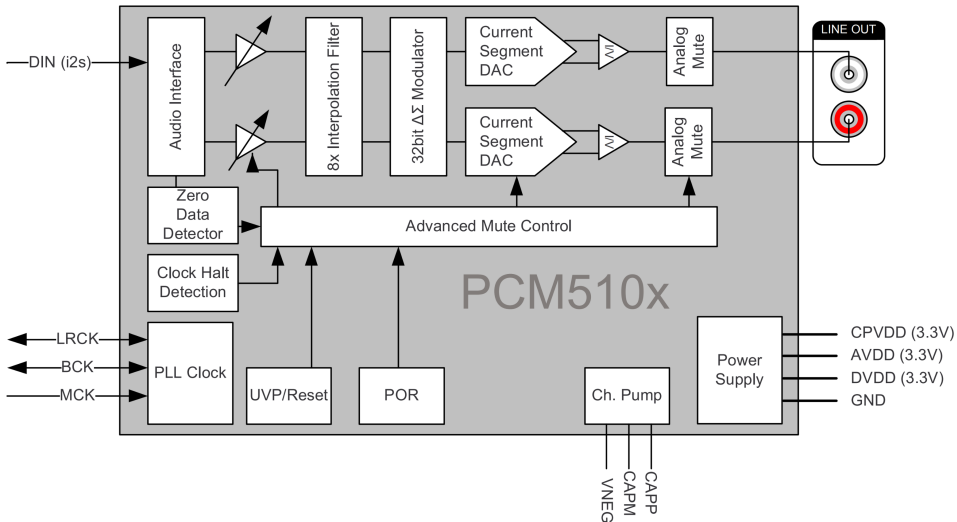 LINE OUT
DIN (i2s)
Audio Interface
8x Interpolation Filter
32bit ΔΣ Modulator
Current
Segment
DAC
I/V
Analog
Mute
Current
Segment
DAC
I/V
Analog
Mute
Zero
Data
Detector
Advanced Mute Control
Clock Halt
Detection
PCM510x
LRCK
BCK
MCK
PLL Clock
UVP/Reset
POR
Ch. Pump
Power
Supply
CPVDD (3.3V)
AVDD (3.3V)
DVDD (3.3V)
GND
VNEG
CAPM
CAPP